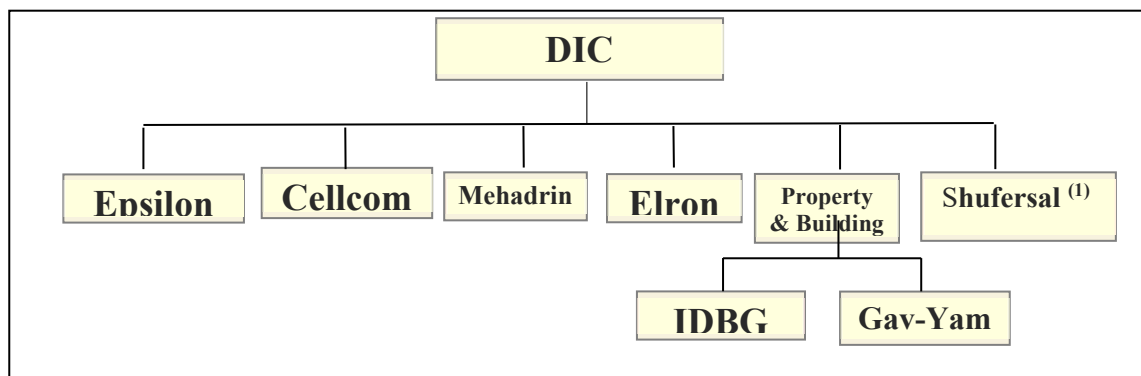 DIC
Epsilon
Cellcom
Mehadrin
Elron
Property
& Building
Shufersal (1)
IDBG
Gav-Yam